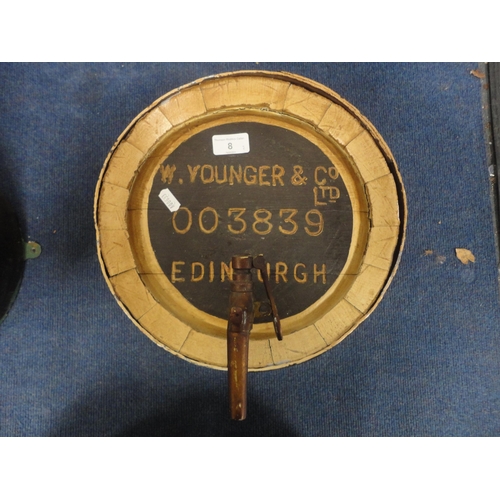 8
W. YOUNGER & Co
LTD
003839
EDINBURGH